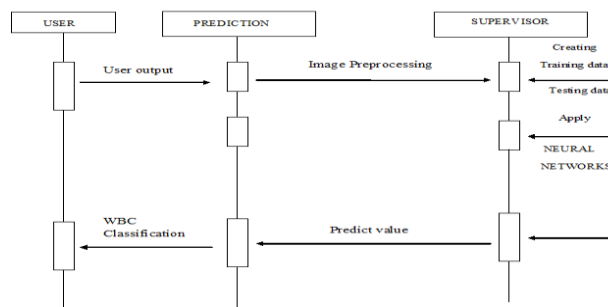 USER
PREDICTION
SUPERVISOR
Creating
Training data
Testing data
User output
Image Preprocessing
Apply
NEURAL
NETWORKS
WBC
Classification
Predict value